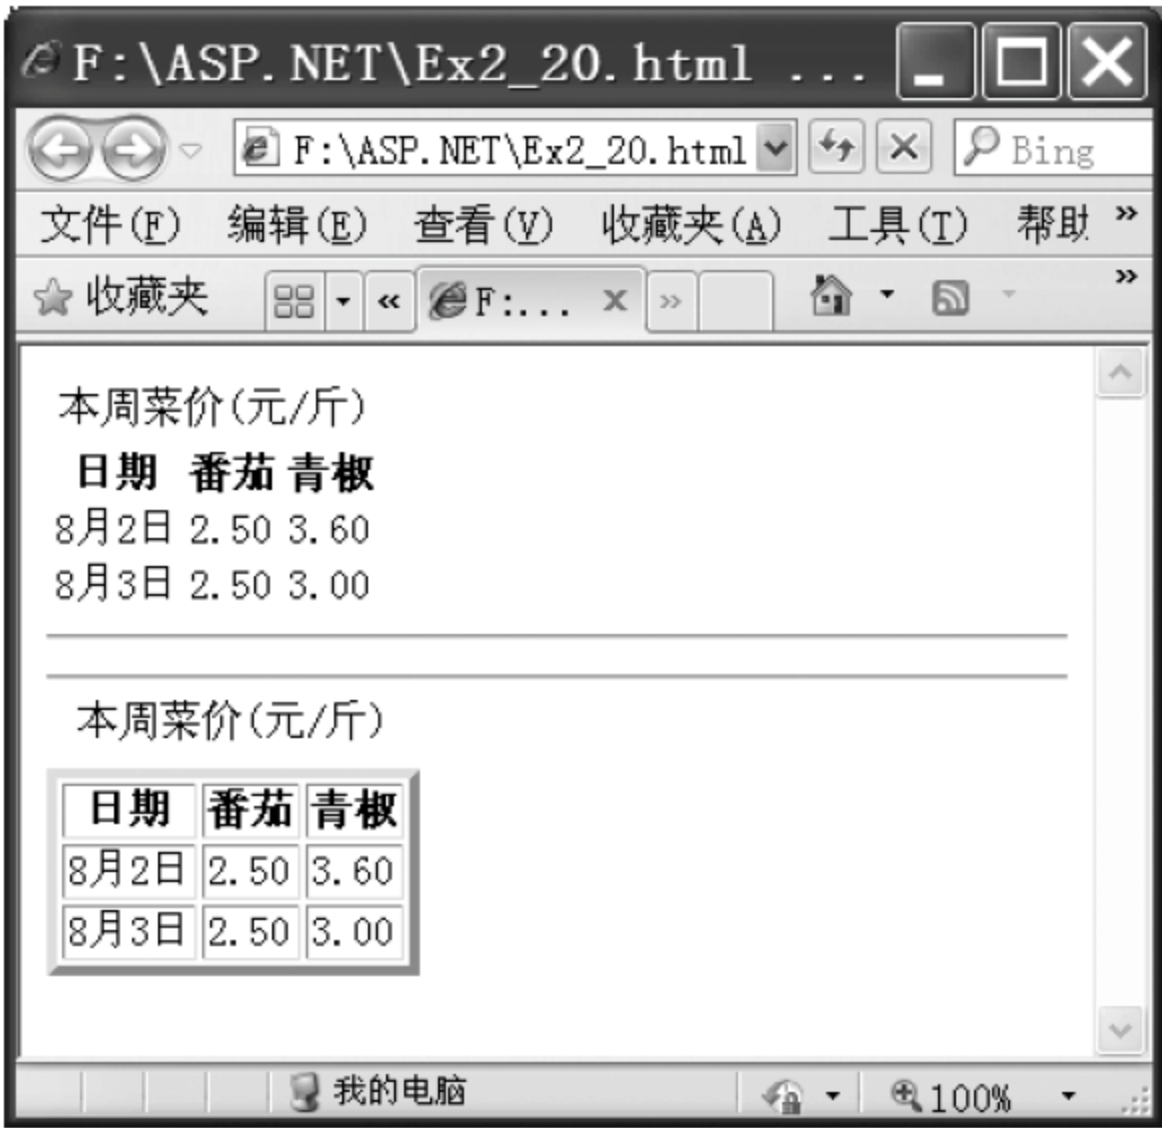 F:\ASP.NET\Ex2_20.html ...
F:\ASP.NET\Ex2_20.html Bing
文件(F) 编辑(E) 查看(V) 收藏夹(A) 工具(T) 帮助 »
收藏夹 « F:... x » »
本周菜价(元/斤)
日期 番茄 青椒
8月2日 2.50 3.60
8月3日 2.50 3.00
本周菜价(元/斤)
日期 番茄 青椒
8月2日 2.50 3.60
8月3日 2.50 3.00
我的电脑 100%